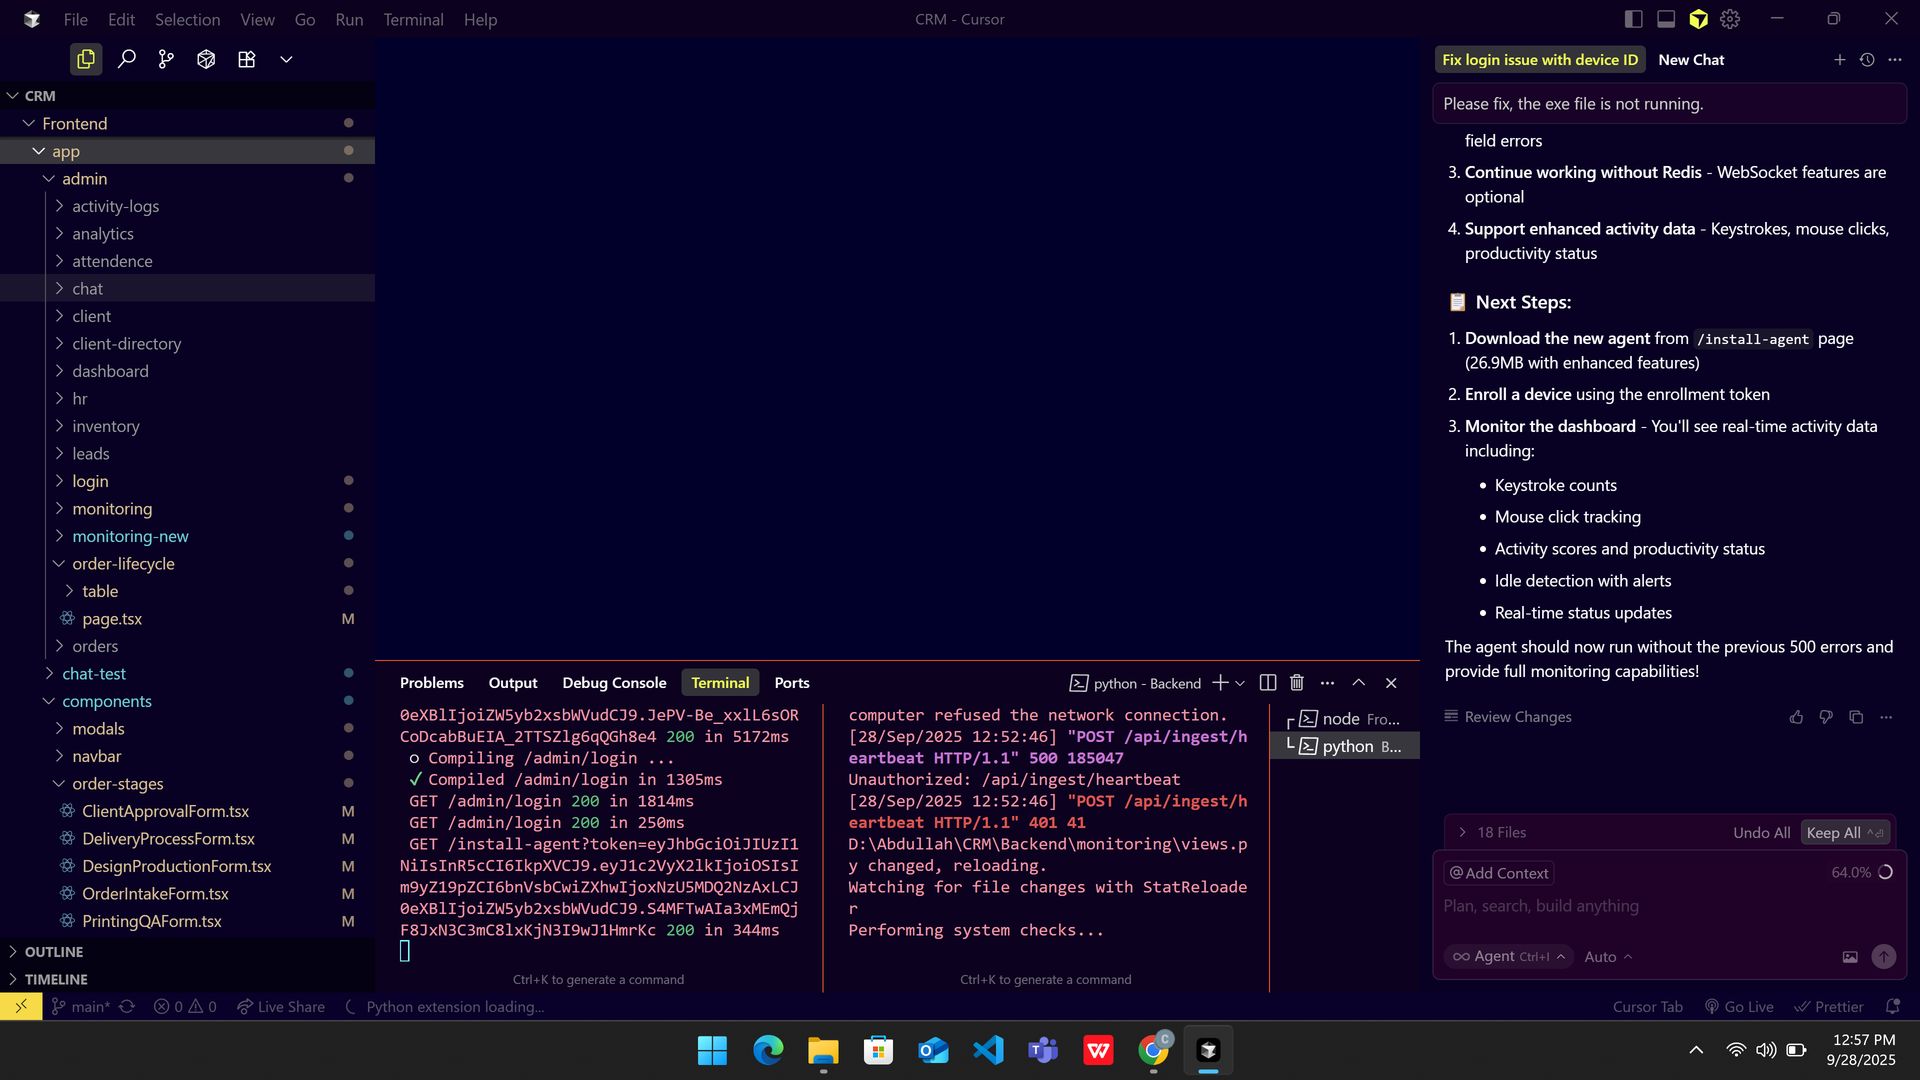 File Edit Selection View Go Run Terminal Help
CRM - Cursor
CRM
Frontend
app
admin
activity-logs
analytics
attendence
chat
client
client-directory
dashboard
hr
inventory
leads
login
monitoring
monitoring-new
order-lifecycle
table
page.tsx M
orders
chat-test
components
modals
navbar
order-stages
ClientApprovalForm.tsx M
DeliveryProcessForm.tsx M
DesignProductionForm.tsx M
OrderIntakeForm.tsx M
PrintingQAForm.tsx M
OUTLINE
TIMELINE
Problems Output Debug Console Terminal Ports
python - Backend
0eXBlIjoiZW5yb2xsbWVudCJ9.JePV-Be_xxlL6sOR
CoDcabBuEIA_2TTSZlg6qQGh8e4 200 in 5172ms
○ Compiling /admin/login ...
✓ Compiled /admin/login in 1305ms
GET /admin/login 200 in 1814ms
GET /admin/login 200 in 250ms
GET /install-agent?token=eyJhbGciOiJIUzI1
NiIsInR5cCI6IkpXVCJ9.eyJ1c2VyX2lkIjoiOSIsI
m9yZ19pZCI6bnVsbCwiZXhwIjoxNzU5MDQ2NzAxLCJ
0eXBlIjoiZW5yb2xsbWVudCJ9.S4MFTwAIa3xMEmQj
F8JxN3C3mC8lxKjN3I9wJ1HmrKc 200 in 344ms
Ctrl+K to generate a command
computer refused the network connection.
[28/Sep/2025 12:52:46] "POST /api/ingest/h
eartbeat HTTP/1.1" 500 185047
Unauthorized: /api/ingest/heartbeat
[28/Sep/2025 12:52:46] "POST /api/ingest/h
eartbeat HTTP/1.1" 401 41
D:\Abdullah\CRM\Backend\monitoring\views.p
y changed, reloading.
Watching for file changes with StatReloade
r
Performing system checks...
Ctrl+K to generate a command
node Fro...
python B...
Fix login issue with device ID New Chat
Please fix, the exe file is not running.
field errors
3. Continue working without Redis - WebSocket features are
optional
4. Support enhanced activity data - Keystrokes, mouse clicks,
productivity status
📋 Next Steps:
1. Download the new agent from /install-agent page
(26.9MB with enhanced features)
2. Enroll a device using the enrollment token
3. Monitor the dashboard - You'll see real-time activity data
including:
• Keystroke counts
• Mouse click tracking
• Activity scores and productivity status
• Idle detection with alerts
• Real-time status updates
The agent should now run without the previous 500 errors and
provide full monitoring capabilities!
Review Changes
18 Files Undo All Keep All
@Add Context 64.0%
Plan, search, build anything
Agent Ctrl+I Auto
main* 0 0 Live Share Python extension loading...
Cursor Tab Go Live Prettier
12:57 PM
9/28/2025